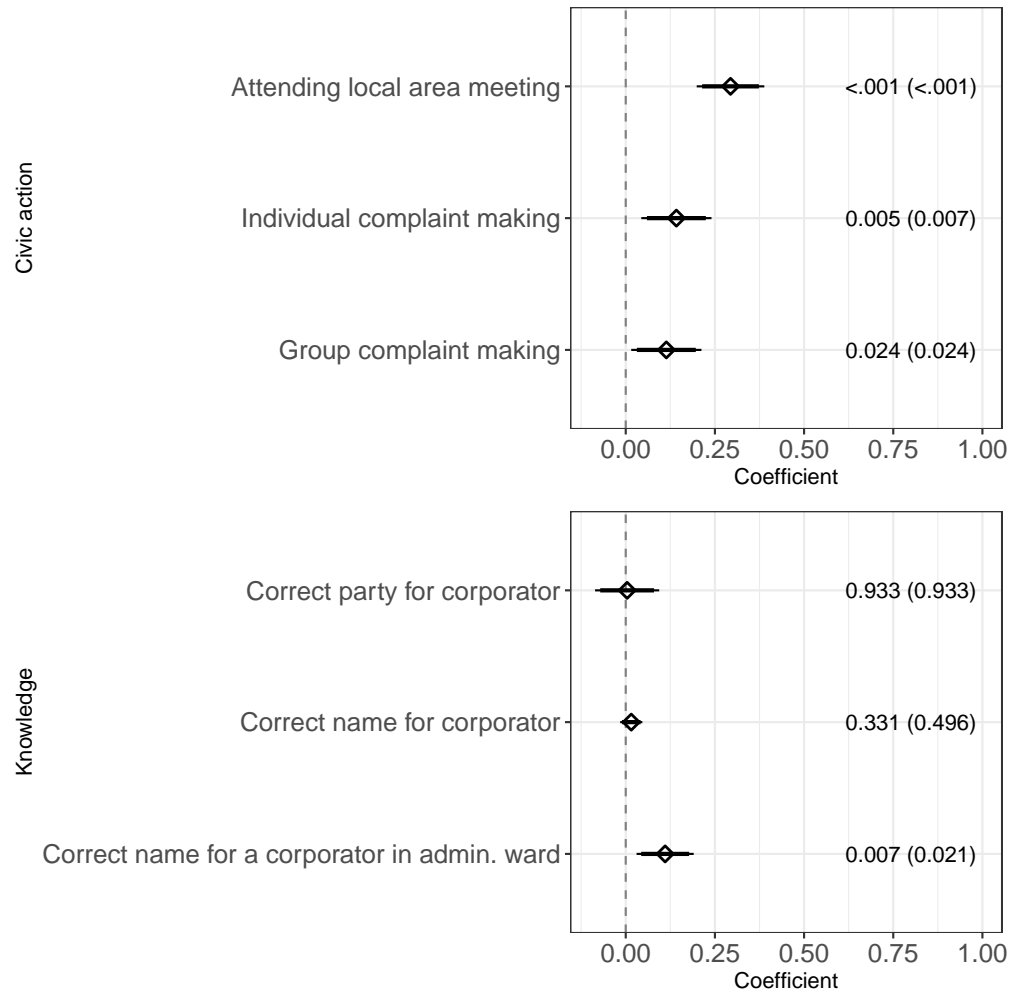 Civic action
Attending local area meeting <.001 (<.001)
Individual complaint making 0.005 (0.007)
Group complaint making 0.024 (0.024)
0.00 0.25 0.50 0.75 1.00
Coefficient
Knowledge
Correct party for corporator 0.933 (0.933)
Correct name for corporator 0.331 (0.496)
Correct name for a corporator in admin. ward 0.007 (0.021)
0.00 0.25 0.50 0.75 1.00
Coefficient